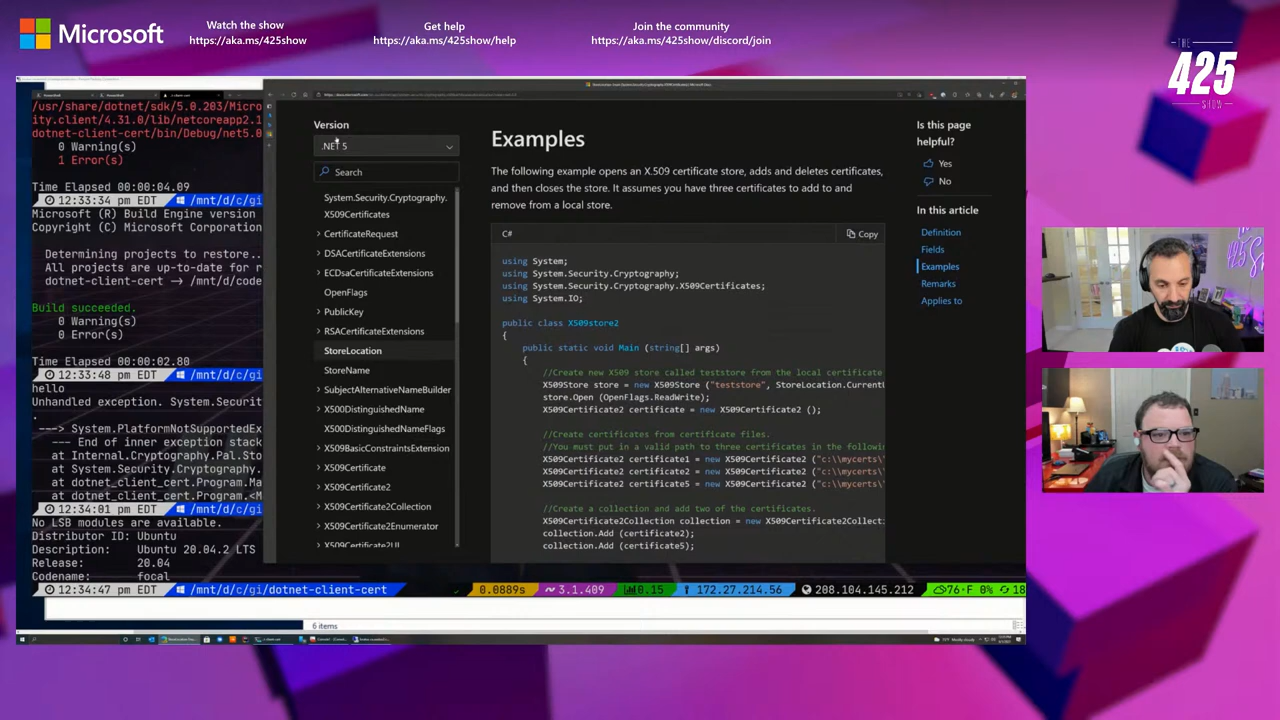 Microsoft
Watch the show
https://aka.ms/425show
Get help
https://aka.ms/425show/help
Join the community
https://aka.ms/425show/discord/join
THE
425
SHOW
/usr/share/dotnet/sdk/5.0.203/Micro
ity.client/4.31.0/lib/netcoreapp2.1
dotnet-client-cert/bin/Debug/net5.0
0 Warning(s)
1 Error(s)
Time Elapsed 00:00:04.09
12:33:34 pm EDT /mnt/d/c/gi
Microsoft (R) Build Engine version
Copyright (C) Microsoft Corporation
Determining projects to restore..
All projects are up-to-date for r
dotnet-client-cert -> /mnt/d/code
Build succeeded.
0 Warning(s)
0 Error(s)
Time Elapsed 00:00:02.80
12:33:48 pm EDT /mnt/d/c/gi
hello
Unhandled exception. System.Securit
.
---> System.PlatformNotSupportedEx
--- End of inner exception stack
at Internal.Cryptography.Pal.Sto
at System.Security.Cryptography.
at dotnet_client_cert.Program.Ma
at dotnet_client_cert.Program.<M
12:34:01 pm EDT /mnt/d/c/gi
No LSB modules are available.
Distributor ID: Ubuntu
Description: Ubuntu 20.04.2 LTS
Release: 20.04
Codename: focal
12:34:47 pm EDT /mnt/d/c/gi/dotnet-client-cert 0.0889s 3.1.409 0.15 172.27.214.56 208.104.145.212 76°F 0% 18
6 items
Version
.NET 5
Search
System.Security.Cryptography.
X509Certificates
CertificateRequest
DSACertificateExtensions
ECDsaCertificateExtensions
OpenFlags
PublicKey
RSACertificateExtensions
StoreLocation
StoreName
SubjectAlternativeNameBuilder
X500DistinguishedName
X500DistinguishedNameFlags
X509BasicConstraintsExtension
X509Certificate
X509Certificate2
X509Certificate2Collection
X509Certificate2Enumerator
X509Certificate2UI
Examples
The following example opens an X.509 certificate store, adds and deletes certificates,
and then closes the store. It assumes you have three certificates to add to and
remove from a local store.
C#
Copy
using System;
using System.Security.Cryptography;
using System.Security.Cryptography.X509Certificates;
using System.IO;
public class X509store2
{
public static void Main (string[] args)
{
//Create new X509 store called teststore from the local certificate
X509Store store = new X509Store ("teststore", StoreLocation.CurrentU
store.Open (OpenFlags.ReadWrite);
X509Certificate2 certificate = new X509Certificate2 ();
//Create certificates from certificate files.
//You must put in a valid path to three certificates in the followin
X509Certificate2 certificate1 = new X509Certificate2 ("c:\\mycerts\
X509Certificate2 certificate2 = new X509Certificate2 ("c:\\mycerts\
X509Certificate2 certificate5 = new X509Certificate2 ("c:\\mycerts\
//Create a collection and add two of the certificates.
X509Certificate2Collection collection = new X509Certificate2Collecti
collection.Add (certificate2);
collection.Add (certificate5);
Is this page
helpful?
Yes
No
In this article
Definition
Fields
Examples
Remarks
Applies to